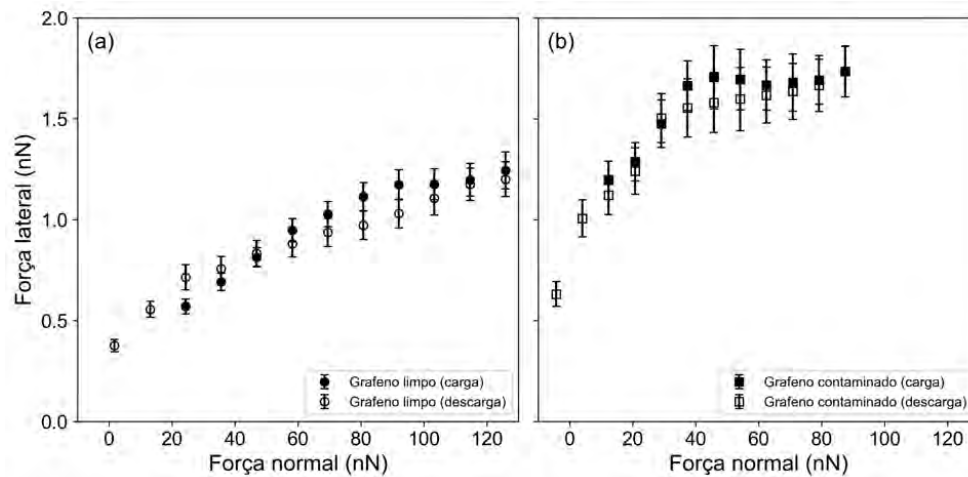 (a)
(b)
2.0
1.5
1.0
0.5
0.0
Força lateral (nN)
Grafeno limpo (carga)
Grafeno limpo (descarga)
Grafeno contaminado (carga)
Grafeno contaminado (descarga)
0 20 40 60 80 100 120
0 20 40 60 80 100 120
Força normal (nN)
Força normal (nN)